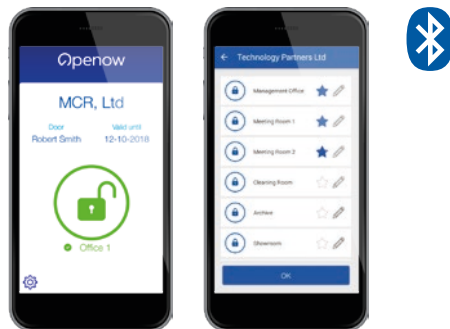 Openow
MCR, Ltd
Door Valid until
Robert Smith 12-10-2018
Office 1
Technology Partners Ltd
Management Office
Meeting Room 1
Meeting Room 2
Cleaning Room
Archive
Showroom
OK